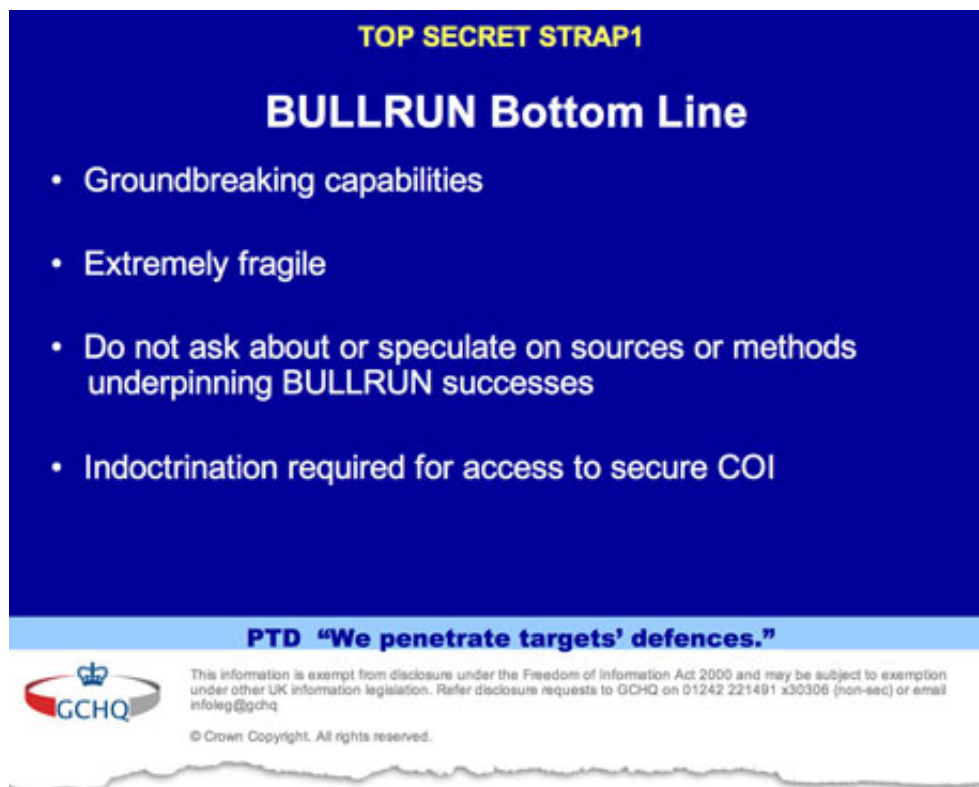 TOP SECRET STRAP1
BULLRUN Bottom Line
• Groundbreaking capabilities
• Extremely fragile
• Do not ask about or speculate on sources or methods
underpinning BULLRUN successes
• Indoctrination required for access to secure COI
PTD “We penetrate targets’ defences.”
GCHQ
This information is exempt from disclosure under the Freedom of Information Act 2000 and may be subject to exemption
under other UK information legislation. Refer disclosure requests to GCHQ on 01242 221491 x30306 (non-sec) or email
infoleg@gchq
© Crown Copyright. All rights reserved.